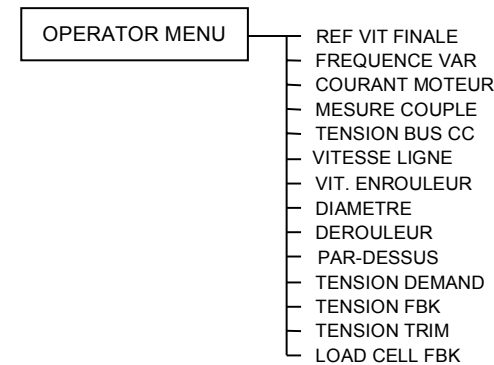 OPERATOR MENU
REF VIT FINALE
FREQUENCE VAR
COURANT MOTEUR
MESURE COUPLE
TENSION BUS CC
VITESSE LIGNE
VIT. ENROULEUR
DIAMETRE
DEROULEUR
PAR-DESSUS
TENSION DEMAND
TENSION FBK
TENSION TRIM
LOAD CELL FBK